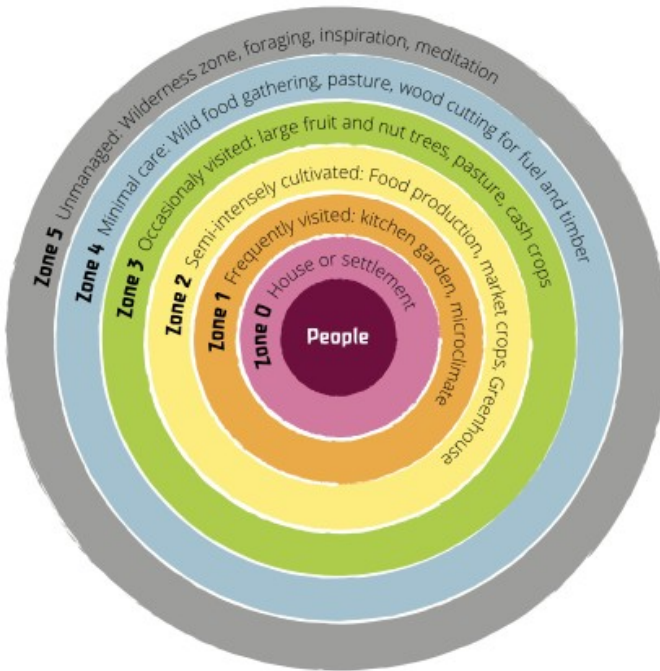 Zone 5 Unmanaged: Wilderness zone, foraging, inspiration, meditation
Zone 4 Minimal care: Wild food gathering, pasture, wood cutting for fuel and timber
Zone 3 Occasionaly visited: large fruit and nut trees, pasture, cash crops
Zone 2 Semi-intensely cultivated: Food production, market crops, Greenhouse
Zone 1 Frequently visited: kitchen garden, microclimate
Zone 0 House or settlement
People